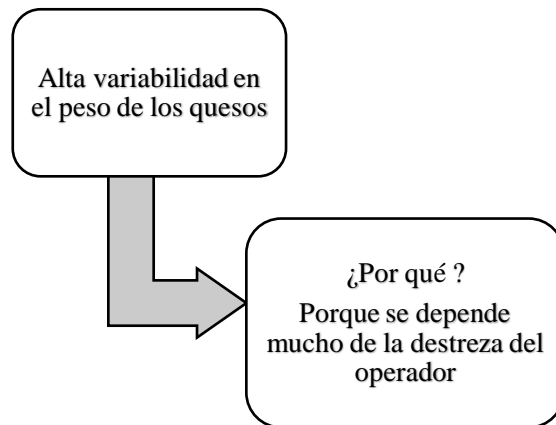 Alta variabilidad en
el peso de los quesos
¿Por qué ?
Porque se depende
mucho de la destreza del
operador